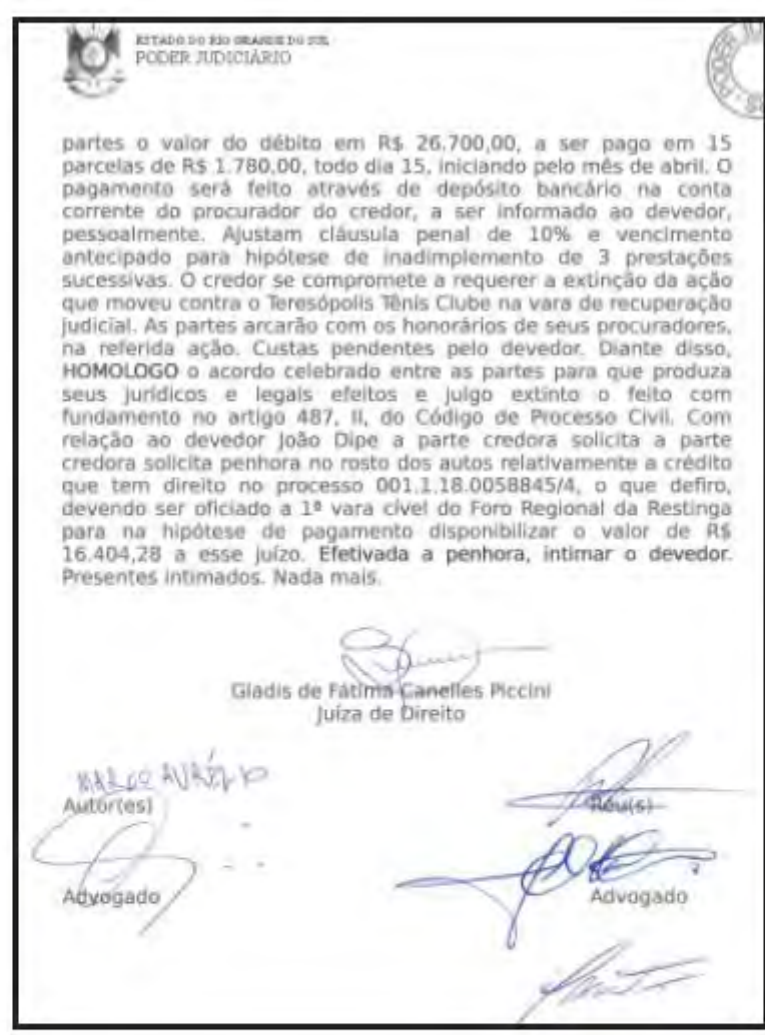 ESTADO DO RIO GRANDE DO SUL
PODER JUDICIÁRIO
partes o valor do débito em R$ 26.700,00, a ser pago em 15
parcelas de R$ 1.780,00, todo dia 15, iniciando pelo mês de abril. O
pagamento será feito através de depósito bancário na conta
corrente do procurador do credor, a ser informado ao devedor,
pessoalmente. Ajustam cláusula penal de 10% e vencimento
antecipado para hipótese de inadimplemento de 3 prestações
sucessivas. O credor se compromete a requerer a extinção da ação
que moveu contra o Teresópolis Tênis Clube na vara de recuperação
judicial. As partes arcarão com os honorários de seus procuradores,
na referida ação. Custas pendentes pelo devedor. Diante disso,
HOMOLOGO o acordo celebrado entre as partes para que produza
seus jurídicos e legais efeitos e julgo extinto o feito com
fundamento no artigo 487, II, do Código de Processo Civil. Com
relação ao devedor João Dipe a parte credora solicita a parte
credora solicita penhora no rosto dos autos relativamente a crédito
que tem direito no processo 001.1.18.0058845/4, o que defiro,
devendo ser oficiado a 1ª vara cível do Foro Regional da Restinga
para na hipótese de pagamento disponibilizar o valor de R$
16.404,28 a esse juízo. Efetivada a penhora, intimar o devedor.
Presentes intimados. Nada mais.
Gladis de Fátima Canelles Piccini
Juíza de Direito
MARCO AURÉLIO
Autor(es)
Réu(s)
Advogado
Advogado